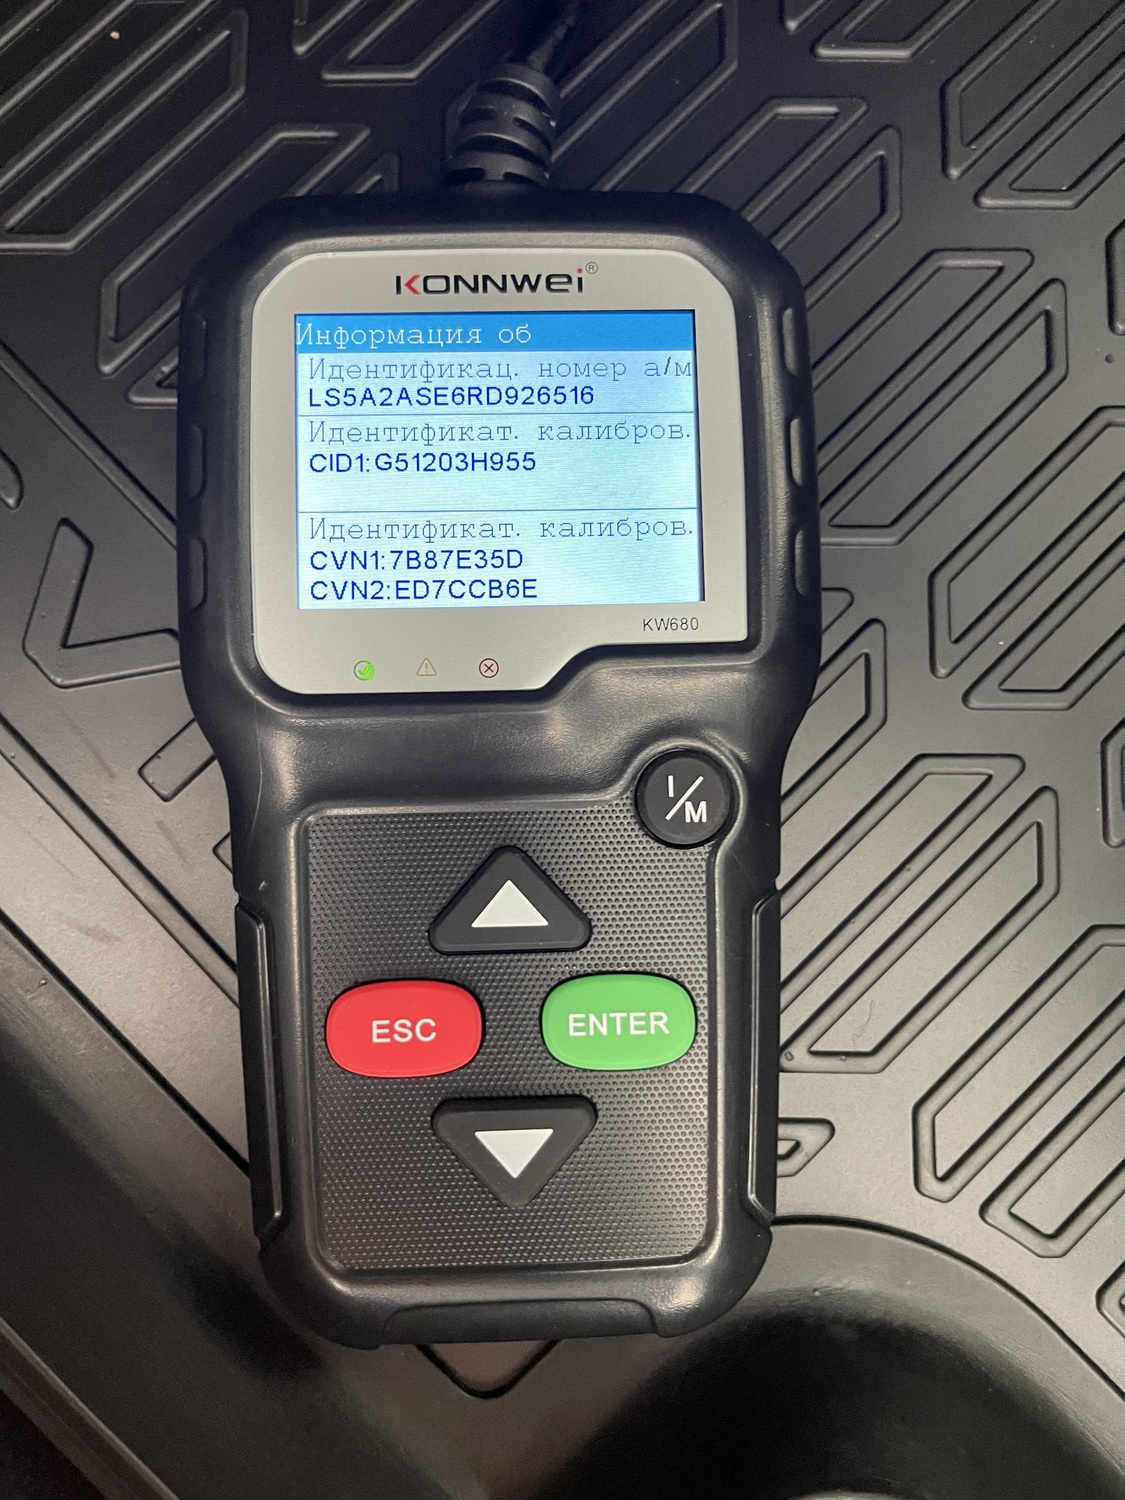 KONNWEI®
Информация об
Идентификац. номер а/м
LS5A2ASE6RD926516
Идентификат. калибров.
CID1:G51203H955
Идентификат. калибров.
CVN1:7B87E35D
CVN2:ED7CCB6E
KW680
I/M
ESC
ENTER